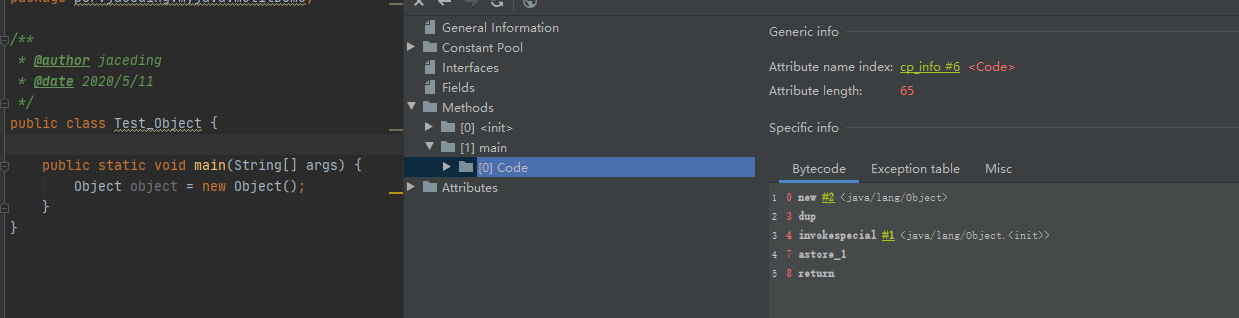 /**
* @author jaceding
* @date 2020/5/11
*/
public class Test_Object {
public static void main(String[] args) {
Object object = new Object();
}
}
General Information
Constant Pool
Interfaces
Fields
Methods
[0] <init>
[1] main
[0] Code
Attributes
Generic info
Attribute name index: cp_info #6 <Code>
Attribute length: 65
Specific info
Bytecode Exception table Misc
1 0 new #2 <java/lang/Object>
2 3 dup
3 4 invokespecial #1 <java/lang/Object.<init>>
4 7 astore_1
5 8 return